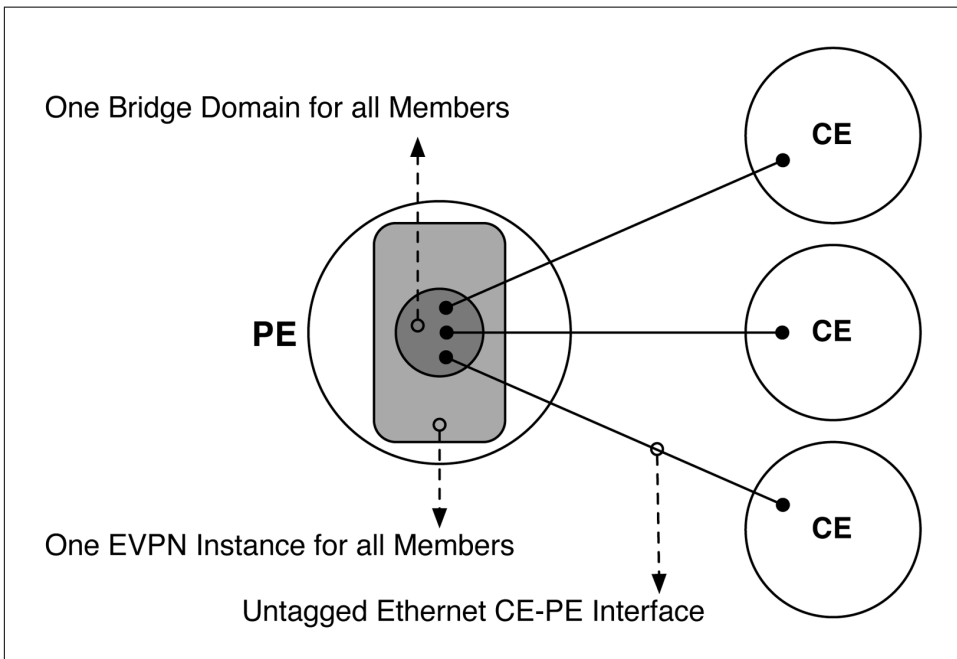 One Bridge Domain for all Members
CE
PE
CE
CE
One EVPN Instance for all Members
Untagged Ethernet CE-PE Interface